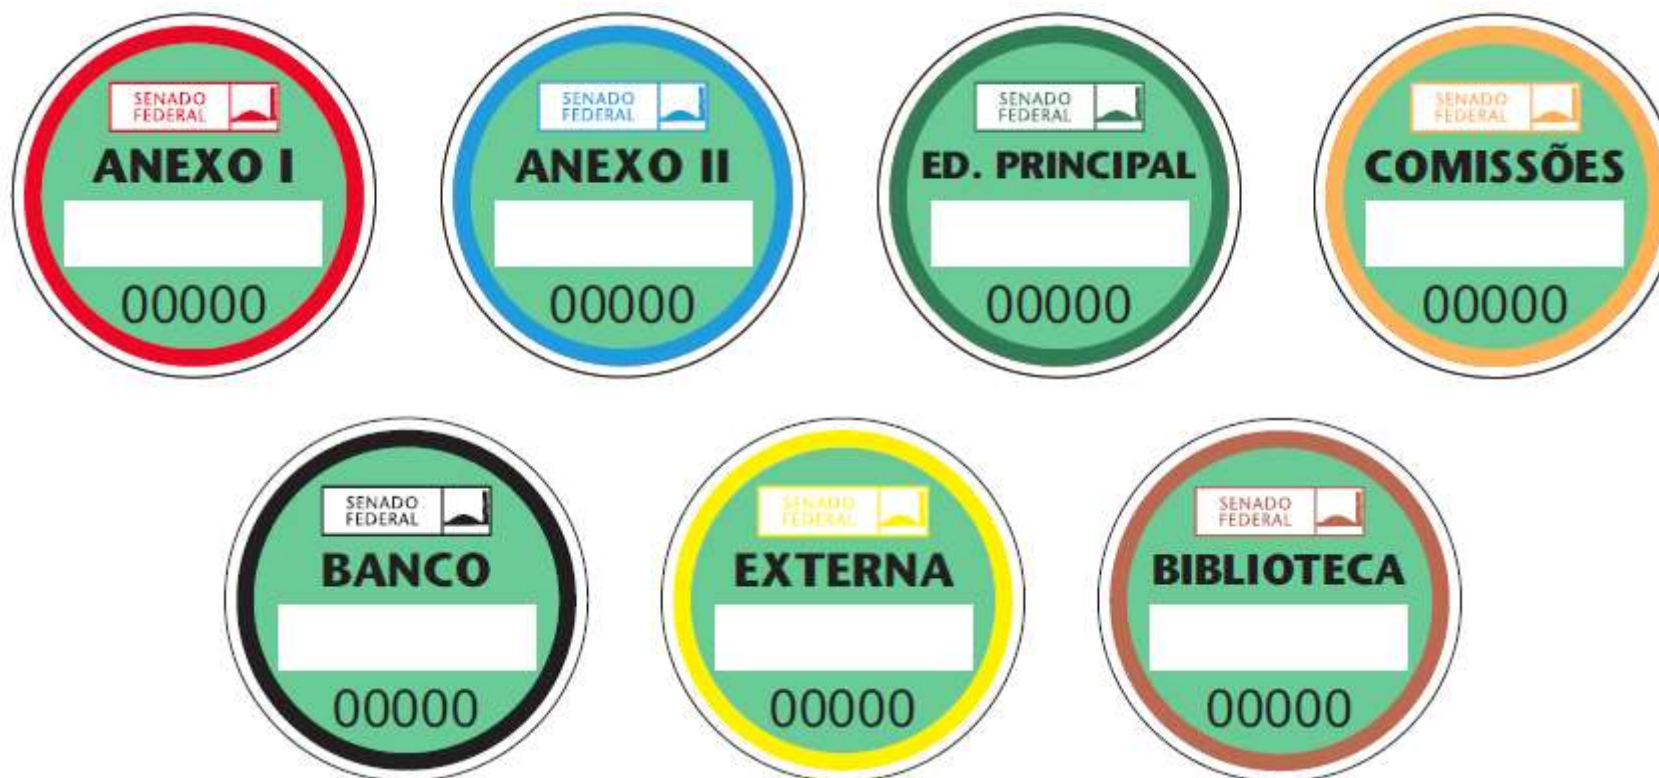 SENADO
FEDERAL
ANEXO I
00000
SENADO
FEDERAL
ANEXO II
00000
SENADO
FEDERAL
ED. PRINCIPAL
00000
SENADO
FEDERAL
COMISSÕES
00000
SENADO
FEDERAL
BANCO
00000
SENADO
FEDERAL
EXTERNA
00000
SENADO
FEDERAL
BIBLIOTECA
00000